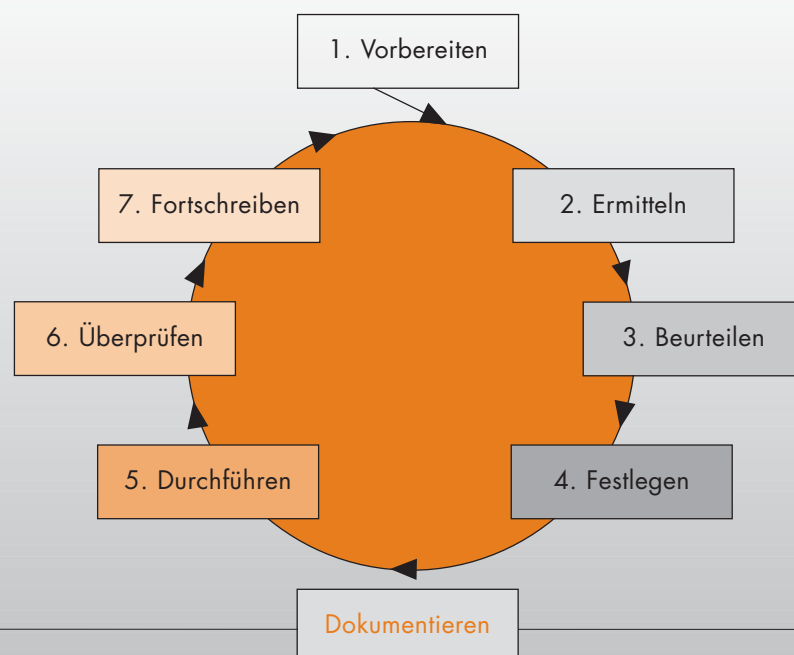 1. Vorbereiten
2. Ermitteln
3. Beurteilen
4. Festlegen
5. Durchführen
6. Überprüfen
7. Fortschreiben
Dokumentieren